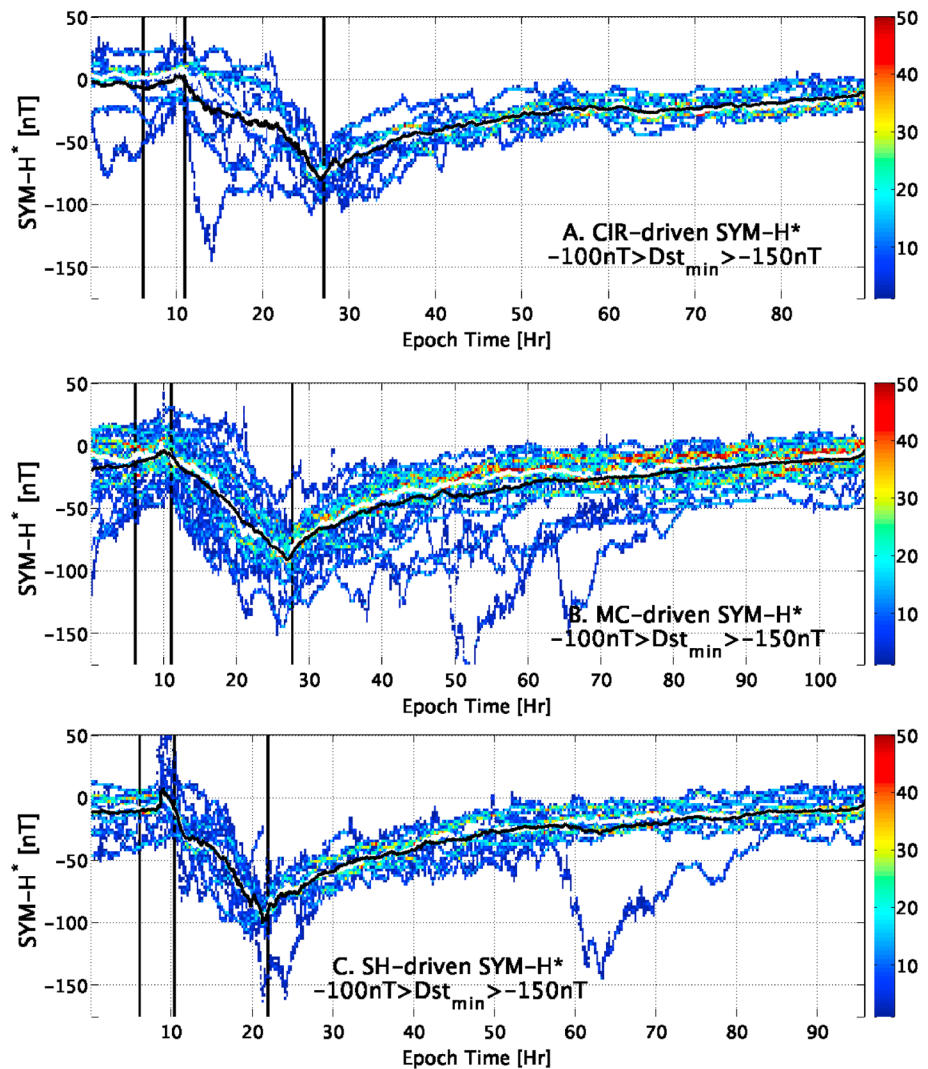 50
0
-50
-100
-150
SYM-H* [nT]
10 20 30 40 50 60 70 80
Epoch Time [Hr]
A. CIR-driven SYM-H*
-100nT>Dst_min>-150nT
50
40
30
20
10
50
0
-50
-100
-150
SYM-H* [nT]
10 20 30 40 50 60 70 80 90 100
Epoch Time [Hr]
B. MC-driven SYM-H*
-100nT>Dst_min>-150nT
50
40
30
20
10
50
0
-50
-100
-150
SYM-H* [nT]
10 20 30 40 50 60 70 80 90
Epoch Time [Hr]
C. SH-driven SYM-H*
-100nT>Dst_min>-150nT
50
40
30
20
10